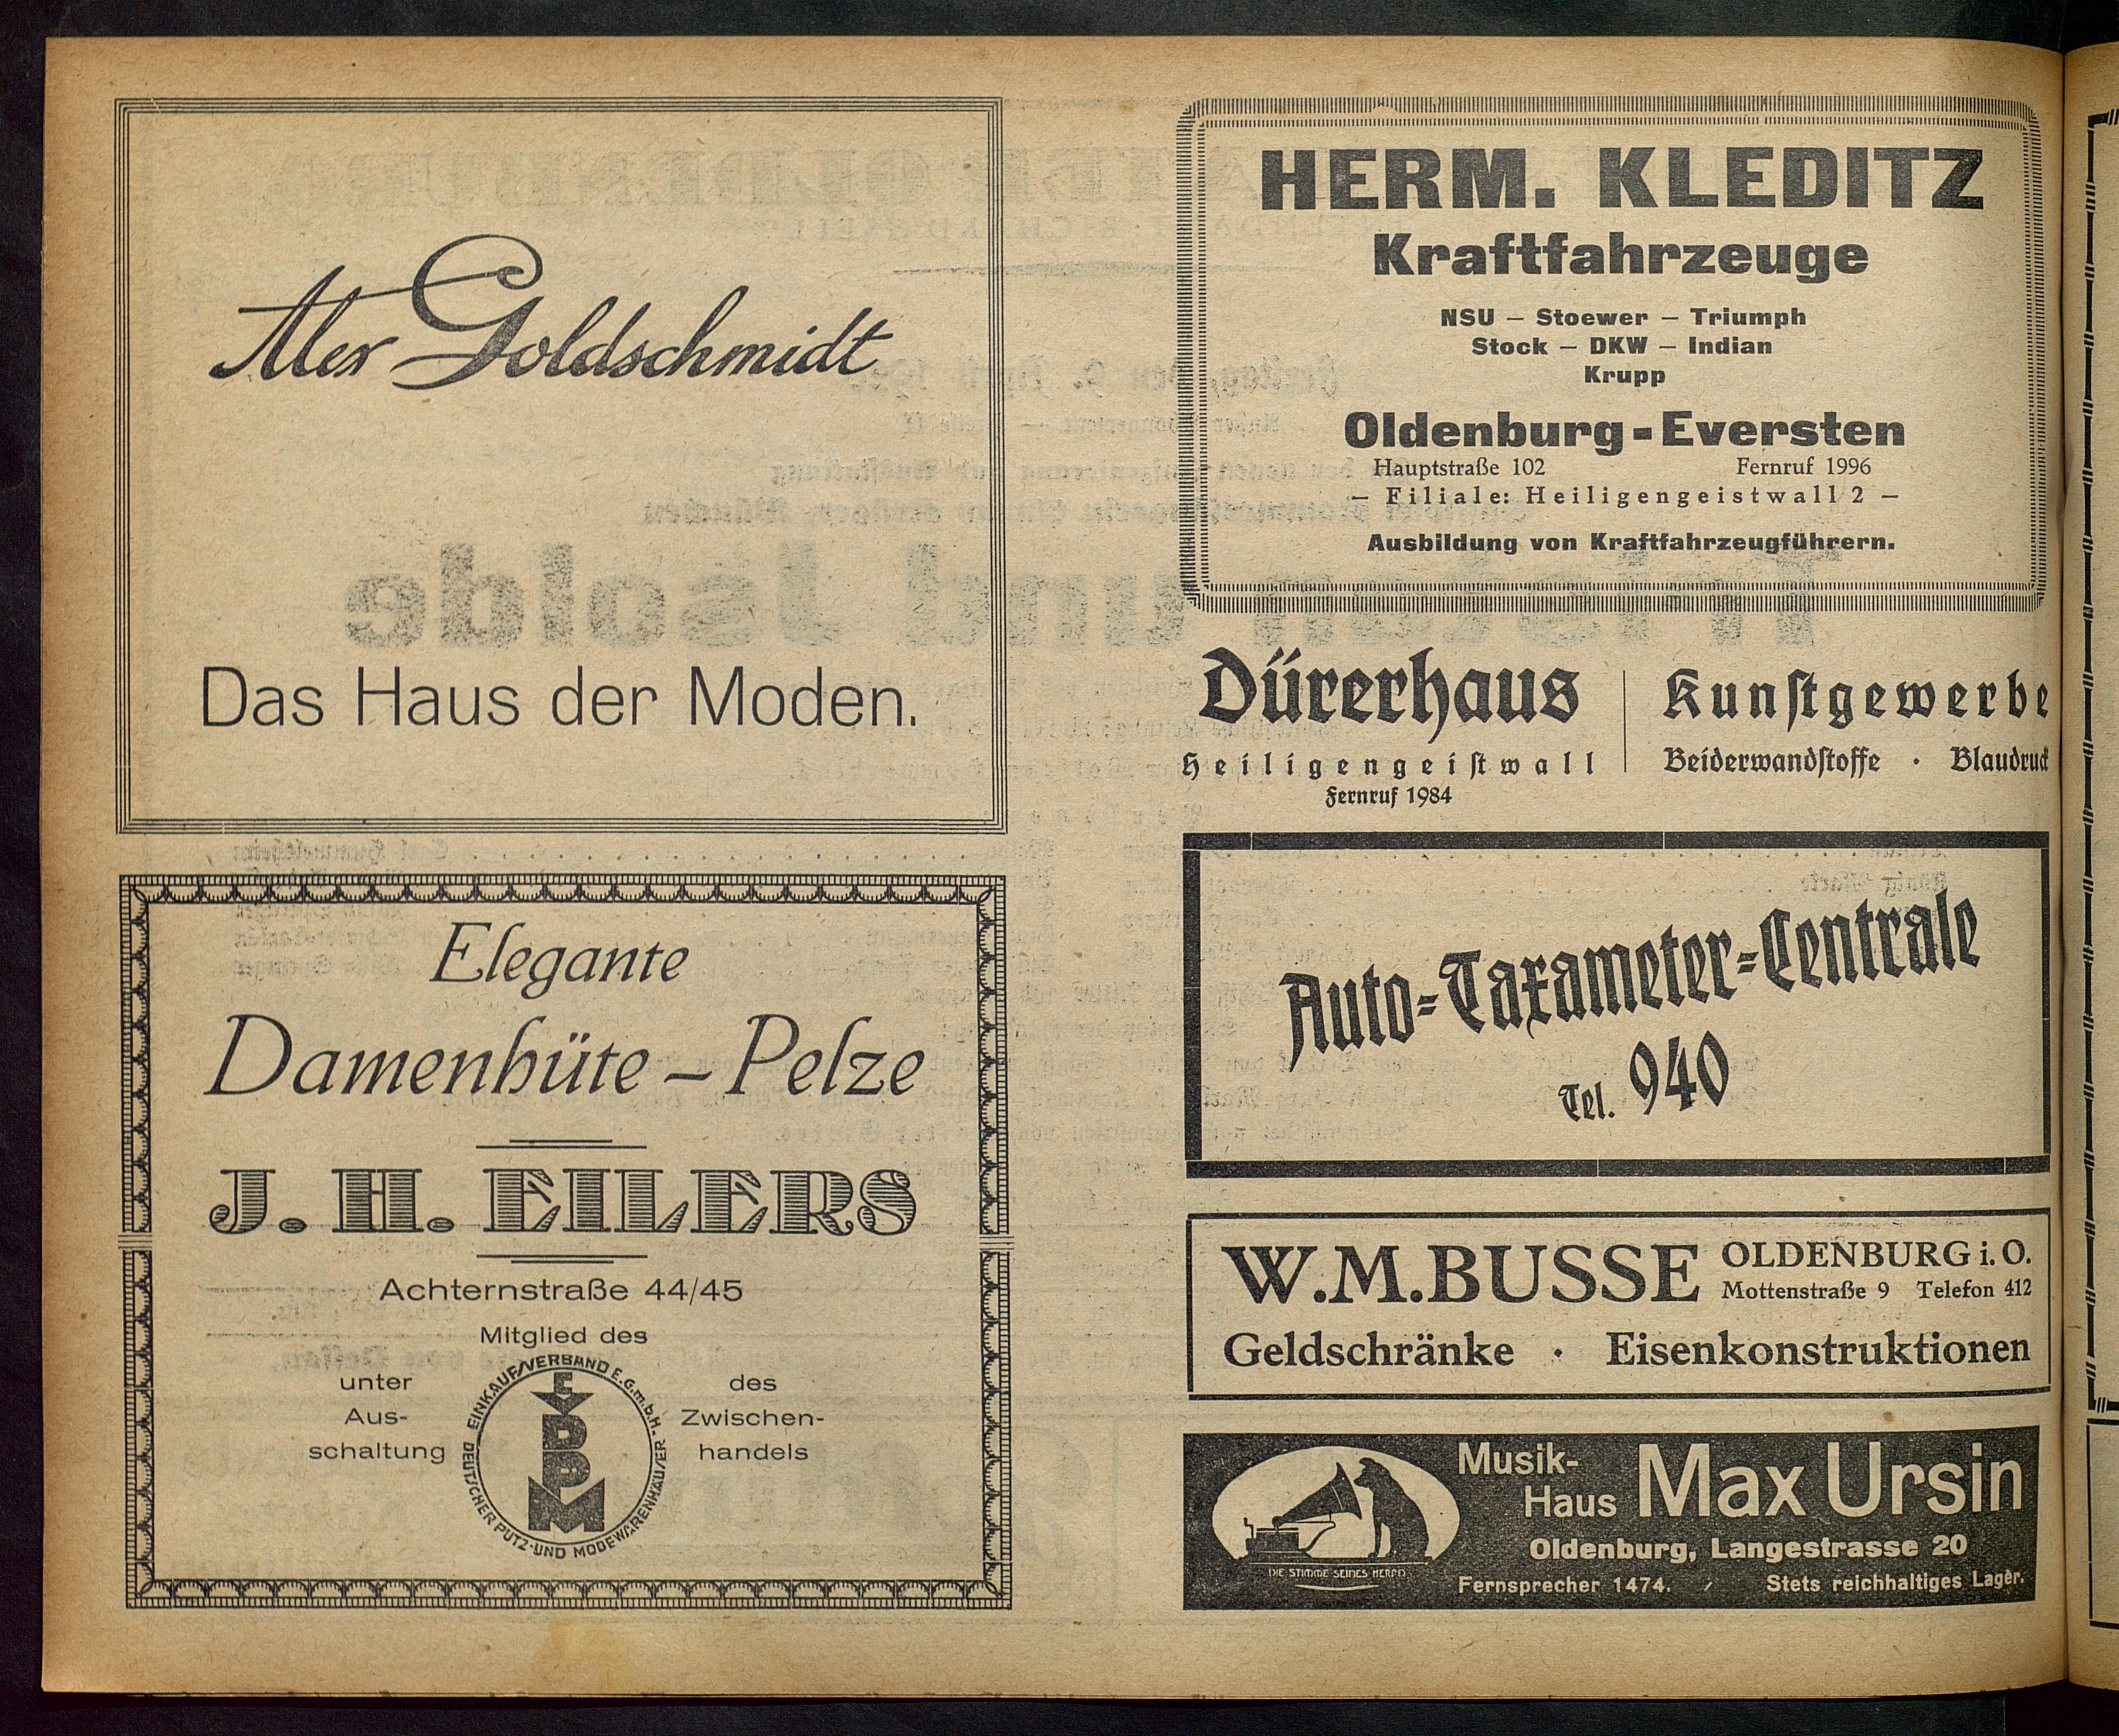 Alex Goldschmidt
Das Haus der Moden.
Elegante
Damenhüte – Pelze
J. H. EILERS
Achternstraße 44/45
Mitglied des
unter
Aus-
schaltung
EINKAUFSVERBAND E.G.m.b.H.
DEUTSCHER PUTZ-UND MODEWARENHÄUSER
E
V
D
P
M
des
Zwischen-
handels
HERM. KLEDITZ
Kraftfahrzeuge
NSU – Stoewer – Triumph
Stock – DKW – Indian
Krupp
Oldenburg-Eversten
Hauptstraße 102 Fernruf 1996
– Filiale: Heiligengeistwall 2 –
Ausbildung von Kraftfahrzeugführern.
Dürerhaus
Heiligengeistwall
Fernruf 1984
Kunstgewerbe
Beiderwandstoffe · Blaudruck
Auto-Taxameter-Centrale
Tel. 940
W.M.BUSSE OLDENBURG i. O.
Mottenstraße 9 Telefon 412
Geldschränke · Eisenkonstruktionen
DIE STIMME SEINES HERRN
Musik-
Haus Max Ursin
Oldenburg, Langestrasse 20
Fernsprecher 1474. / Stets reichhaltiges Lager.